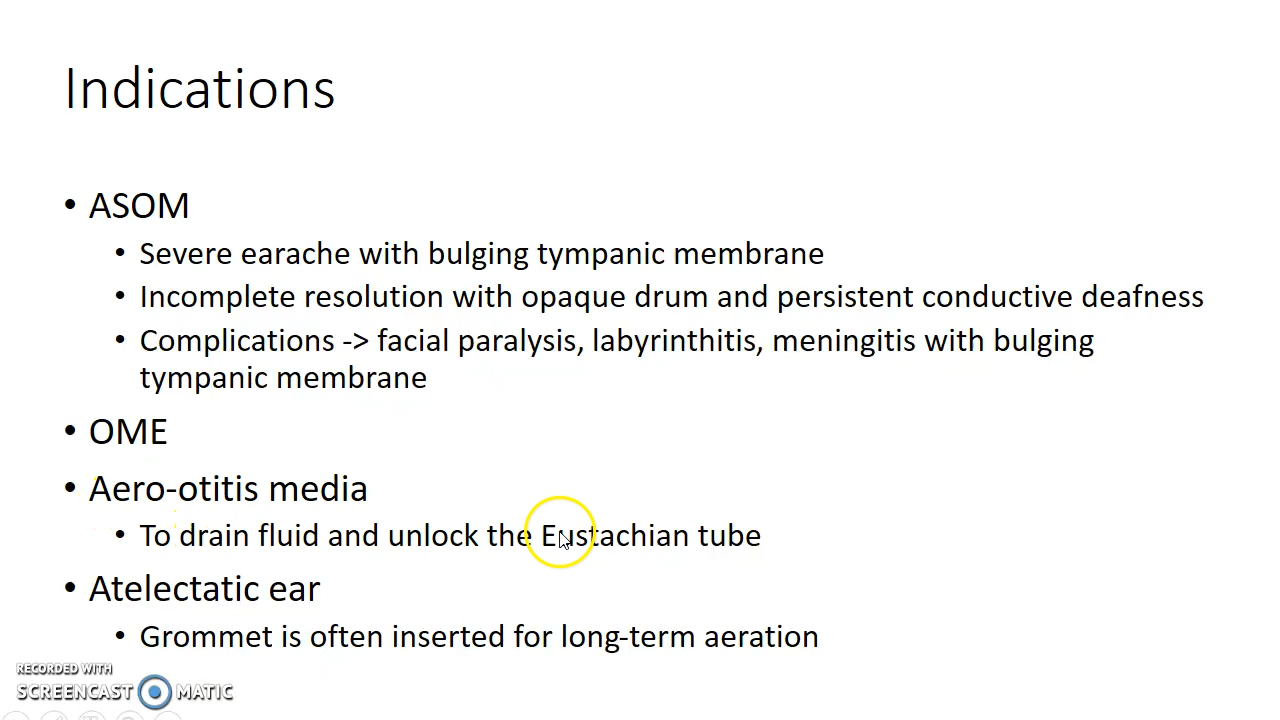 Indications
• ASOM
• Severe earache with bulging tympanic membrane
• Incomplete resolution with opaque drum and persistent conductive deafness
• Complications -> facial paralysis, labyrinthitis, meningitis with bulging
tympanic membrane
• OME
• Aero-otitis media
• To drain fluid and unlock the Eustachian tube
• Atelectatic ear
• Grommet is often inserted for long-term aeration
RECORDED WITH
SCREENCAST MATIC